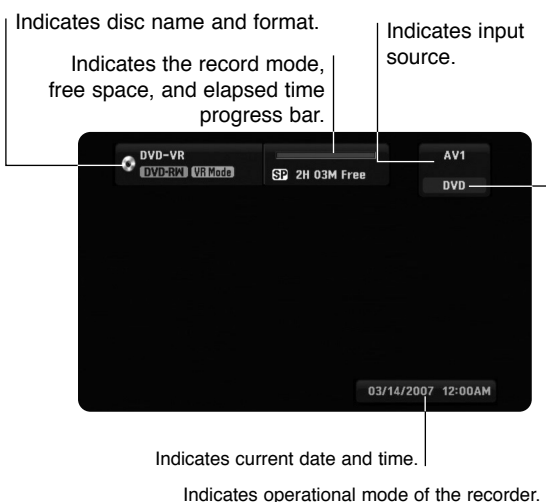 Indicates disc name and format.
Indicates input
source.
Indicates the record mode,
free space, and elapsed time
progress bar.
DVD-VR
DVD-RW VR Mode
SP 2H 03M Free
AV1
DVD
03/14/2007 12:00AM
Indicates current date and time.
Indicates operational mode of the recorder.